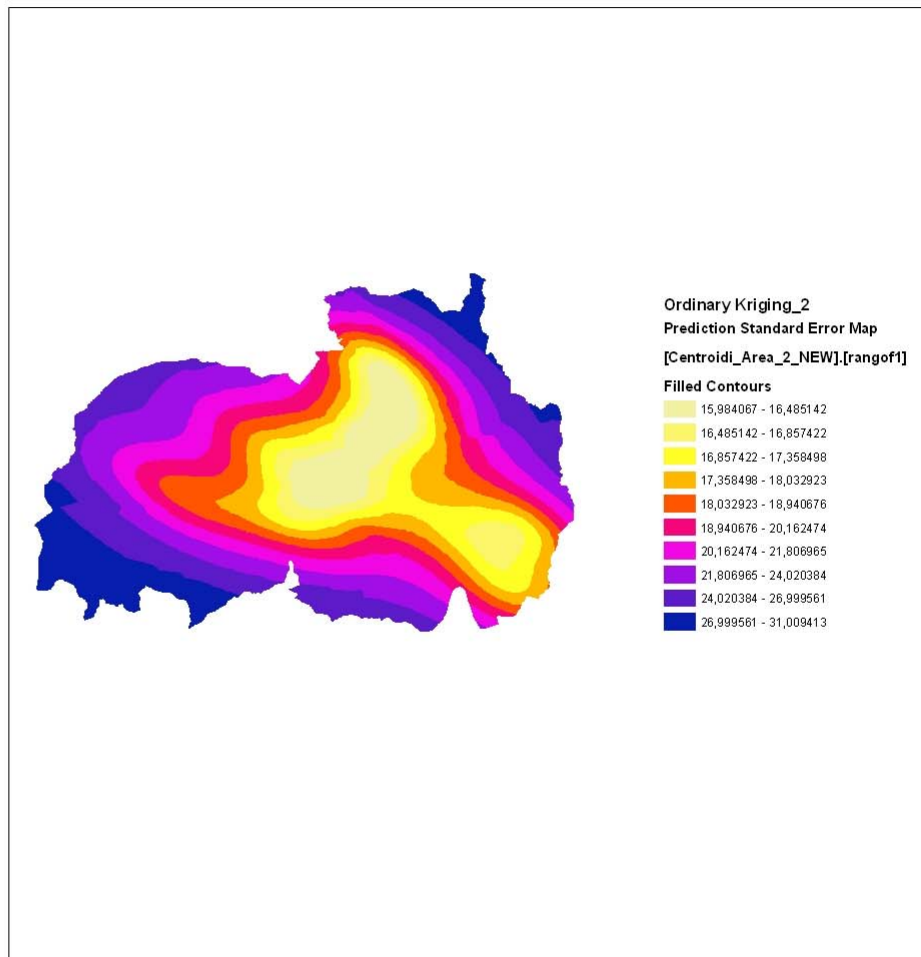 Ordinary Kriging_2
Prediction Standard Error Map
[Centroidi_Area_2_NEW].[rangof1]
Filled Contours
15,984067 - 16,485142
16,485142 - 16,857422
16,857422 - 17,358498
17,358498 - 18,032923
18,032923 - 18,940676
18,940676 - 20,162474
20,162474 - 21,806965
21,806965 - 24,020384
24,020384 - 26,999561
26,999561 - 31,009413